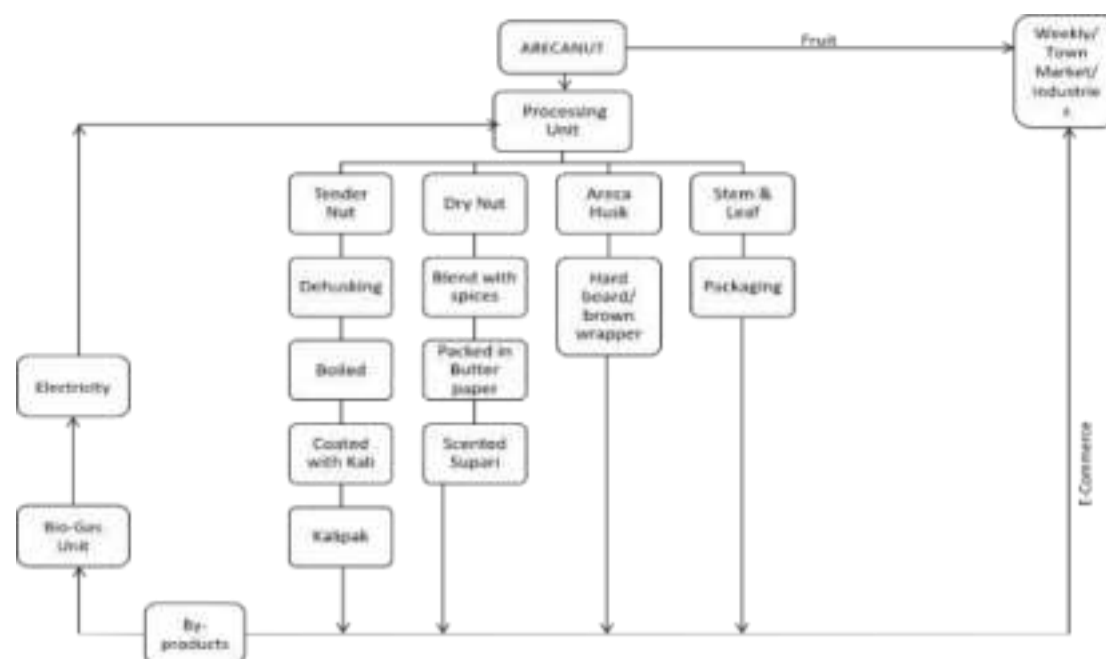 ARECANUT
Fruit
Weekly/
Town
Market/
Industrie
s
Processing
Unit
Tender
Nut
Dry Nut
Areca
Husk
Stem &
Leaf
Dehusking
Blend with
spices
Hard
board/
brown
wrapper
Packaging
Boiled
Packed in
Butter
paper
Electricity
Coated
with Kali
Scented
Supari
E-Commerce
Bio-Gas
Unit
Kalipak
By-
products